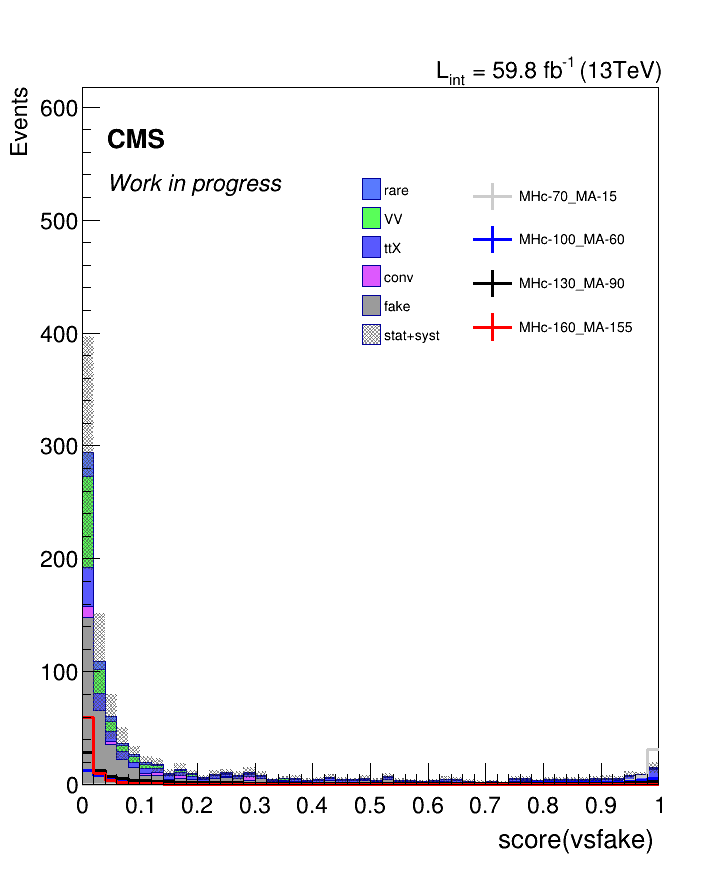 L_int = 59.8 fb^-1 (13TeV)
Events
600
CMS
Work in progress
rare
VV
ttX
conv
fake
stat+syst
MHc-70_MA-15
MHc-100_MA-60
MHc-130_MA-90
MHc-160_MA-155
500
400
300
200
100
0
0 0.1 0.2 0.3 0.4 0.5 0.6 0.7 0.8 0.9 1
score(vsfake)